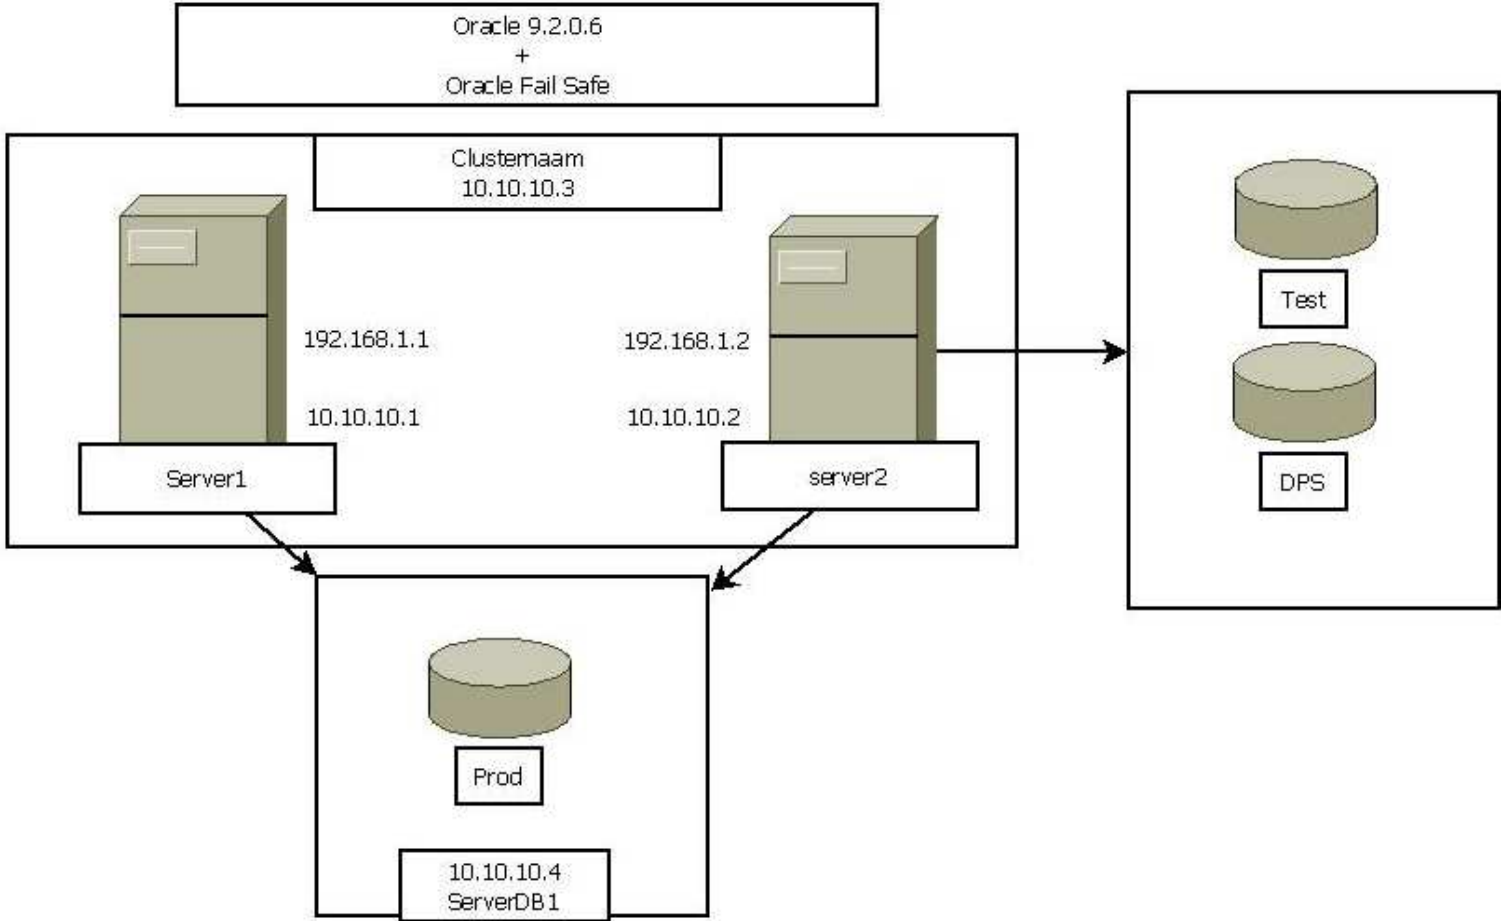 Oracle 9.2.0.6
+
Oracle Fail Safe
Clusternaam
10.10.10.3
192.168.1.1
192.168.1.2
10.10.10.1
10.10.10.2
Server1
server2
Test
DPS
Prod
10.10.10.4
ServerDB1